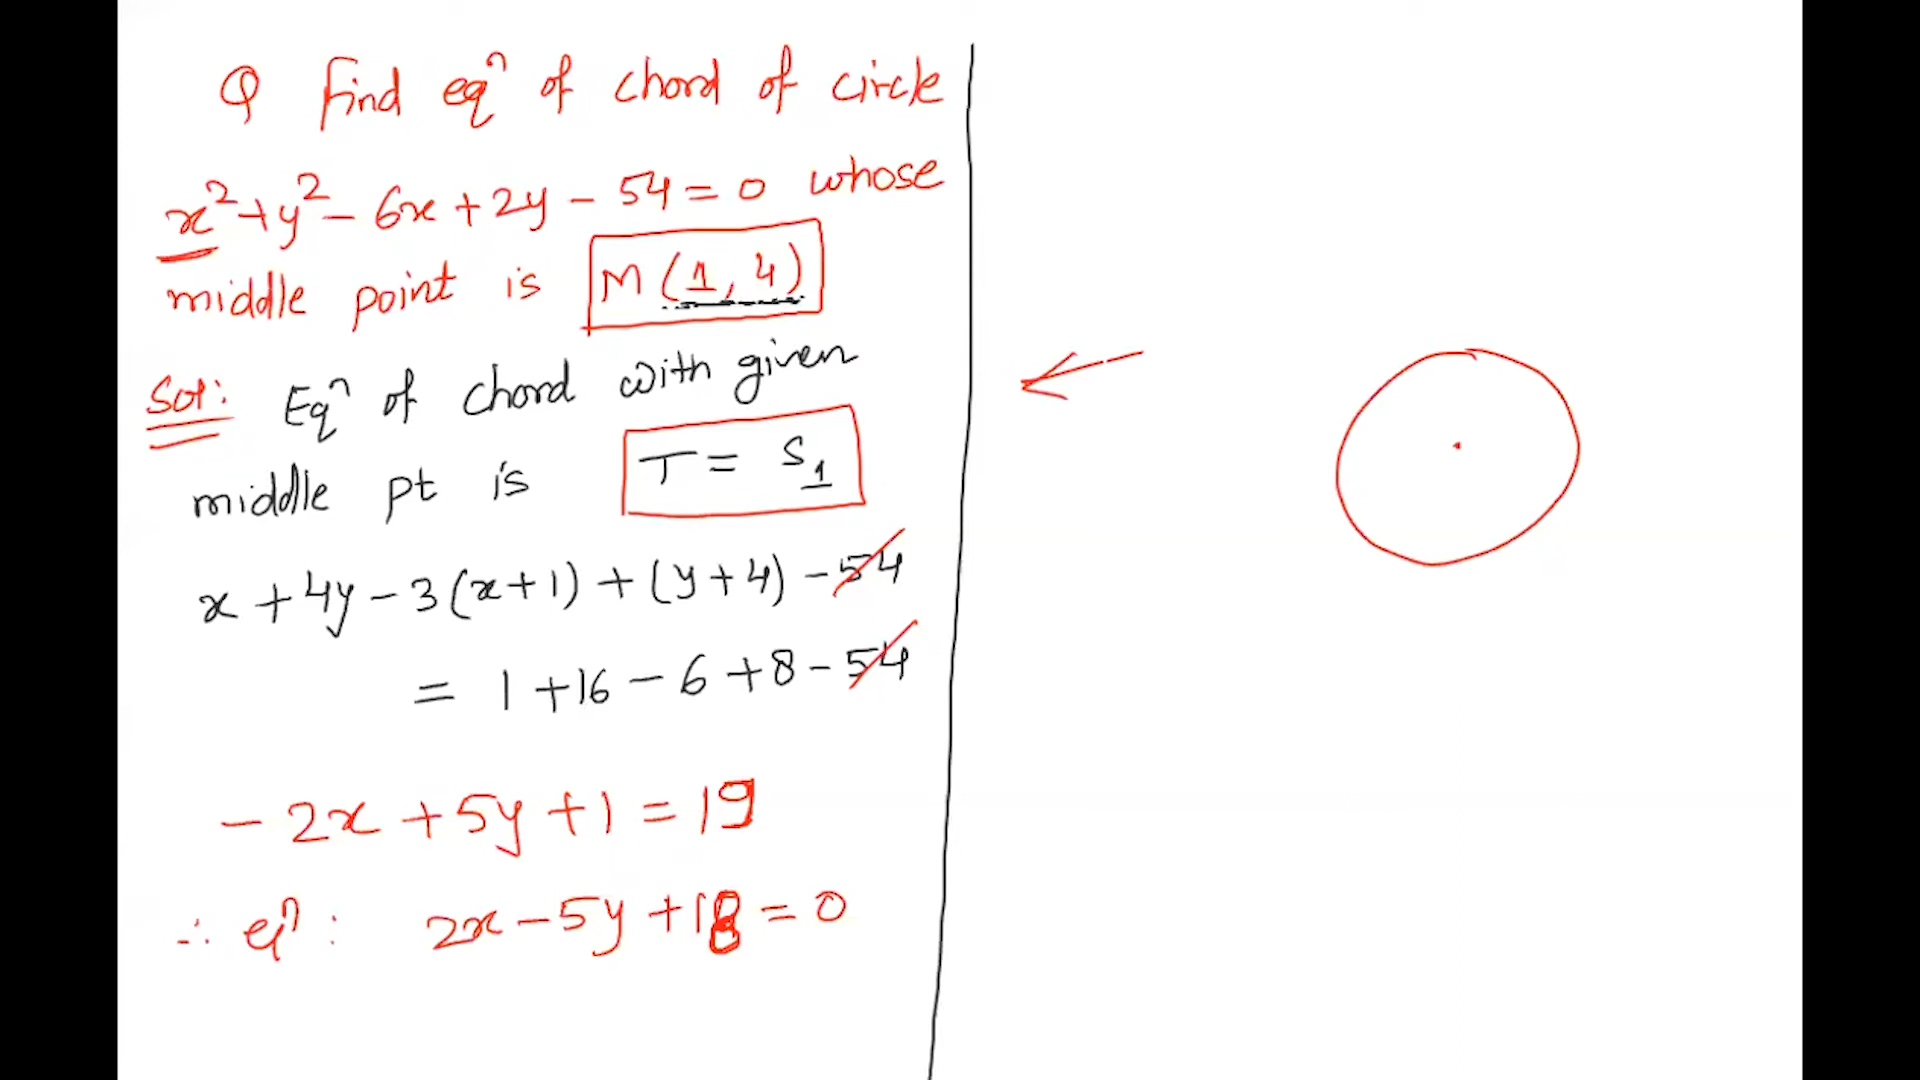 Q Find eqⁿ of chord of circle
x²+y²-6x+2y-54=0 whose
middle point is M(1,4)
Sol: Eqⁿ of chord with given
middle pt is T = S₁
x+4y-3(x+1)+(y+4)-54
= 1+16-6+8-54
-2x+5y+1=19
∴ eqⁿ: 2x-5y+18=0